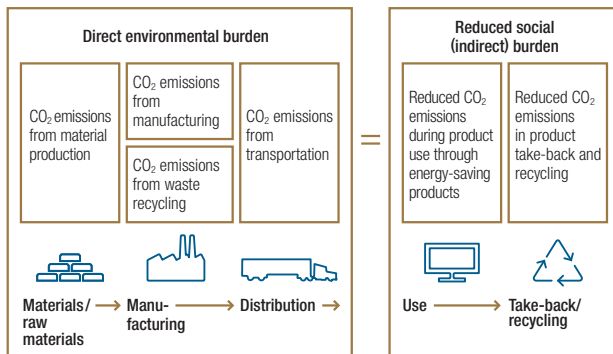 Direct environmental burden
CO₂ emissions
from material
production
CO₂ emissions
from
manufacturing
CO₂ emissions
from waste
recycling
CO₂ emissions
from
transportation
=
Reduced social
(indirect) burden
Reduced CO₂
emissions
during product
use through
energy-saving
products
Reduced CO₂
emissions
in product
take-back and
recycling
Materials/
raw
materials
Manu-
facturing
Distribution
Use
Take-back/
recycling